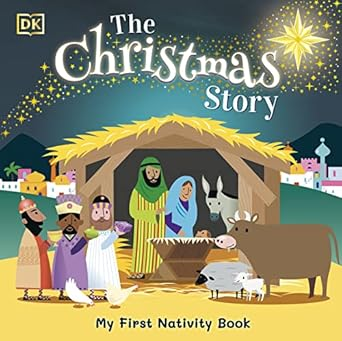 DK
The
Christmas
Story
My First Nativity Book